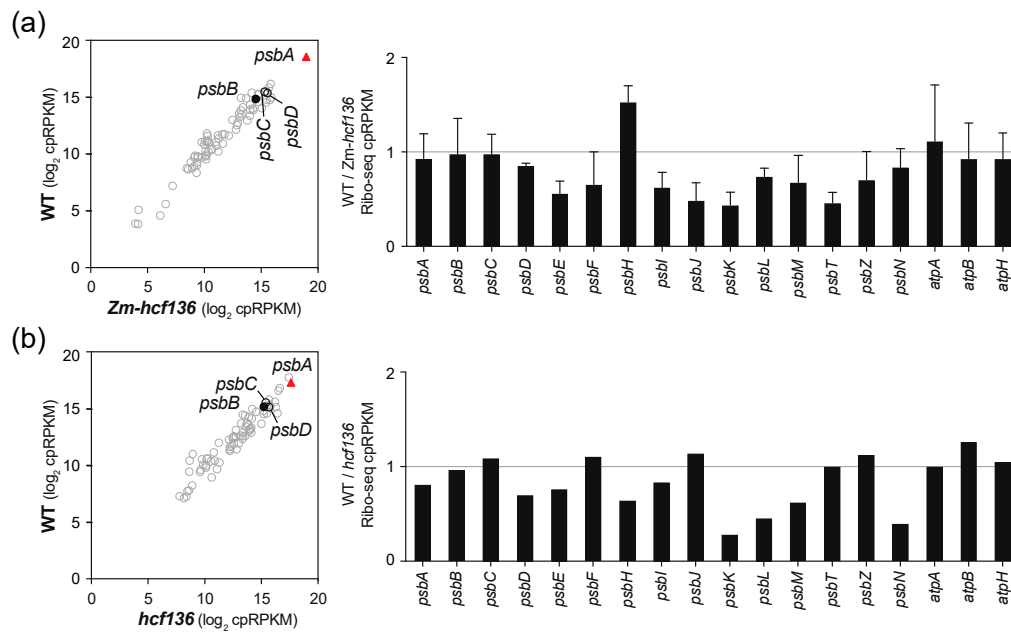 (a)
20
15
10
5
0
WT (log2 cpRPKM)
psbA
psbB
psbC
psbD
0 5 10 15 20
Zm-hcf136 (log2 cpRPKM)
2
1
0
WT / Zm-hcf136
Ribo-seq cpRPKM
psbA psbB psbC psbD psbE psbF psbH psbI psbJ psbK psbL psbM psbT psbZ psbN atpA atpB atpH
(b)
20
15
10
5
0
WT (log2 cpRPKM)
psbA
psbC
psbB
psbD
0 5 10 15 20
hcf136 (log2 cpRPKM)
2
1
0
WT / hcf136
Ribo-seq cpRPKM
psbA psbB psbC psbD psbE psbF psbH psbI psbJ psbK psbL psbM psbT psbZ psbN atpA atpB atpH